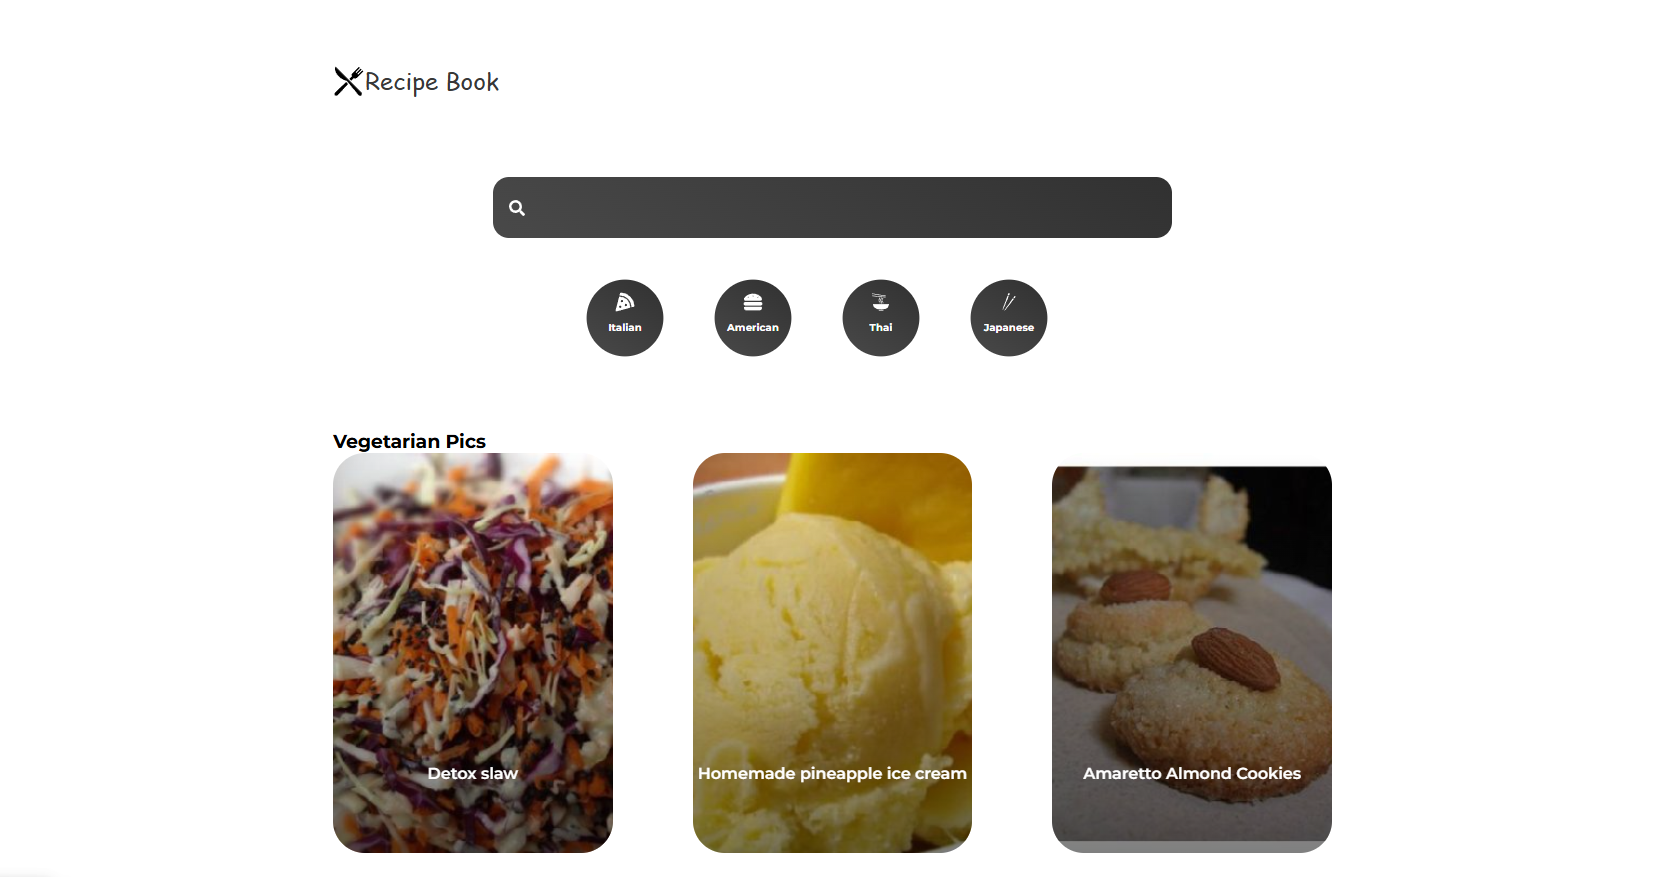 Recipe Book
Italian
American
Thai
Japanese
Vegetarian Pics
Detox slaw
Homemade pineapple ice cream
Amaretto Almond Cookies